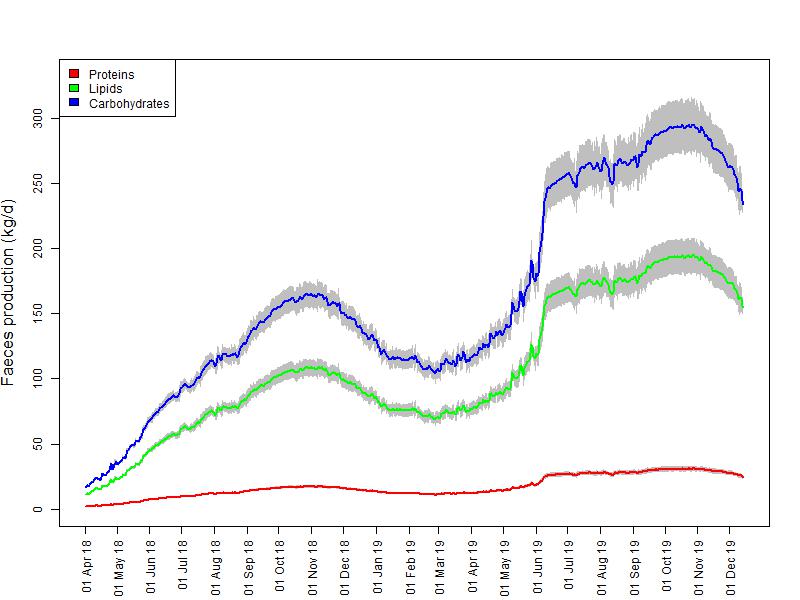 Proteins
Lipids
Carbohydrates
Faeces production (kg/d)
300
250
200
150
100
50
0
01 Apr 18
01 May 18
01 Jun 18
01 Jul 18
01 Aug 18
01 Sep 18
01 Oct 18
01 Nov 18
01 Dec 18
01 Jan 19
01 Feb 19
01 Mar 19
01 Apr 19
01 May 19
01 Jun 19
01 Jul 19
01 Aug 19
01 Sep 19
01 Oct 19
01 Nov 19
01 Dec 19